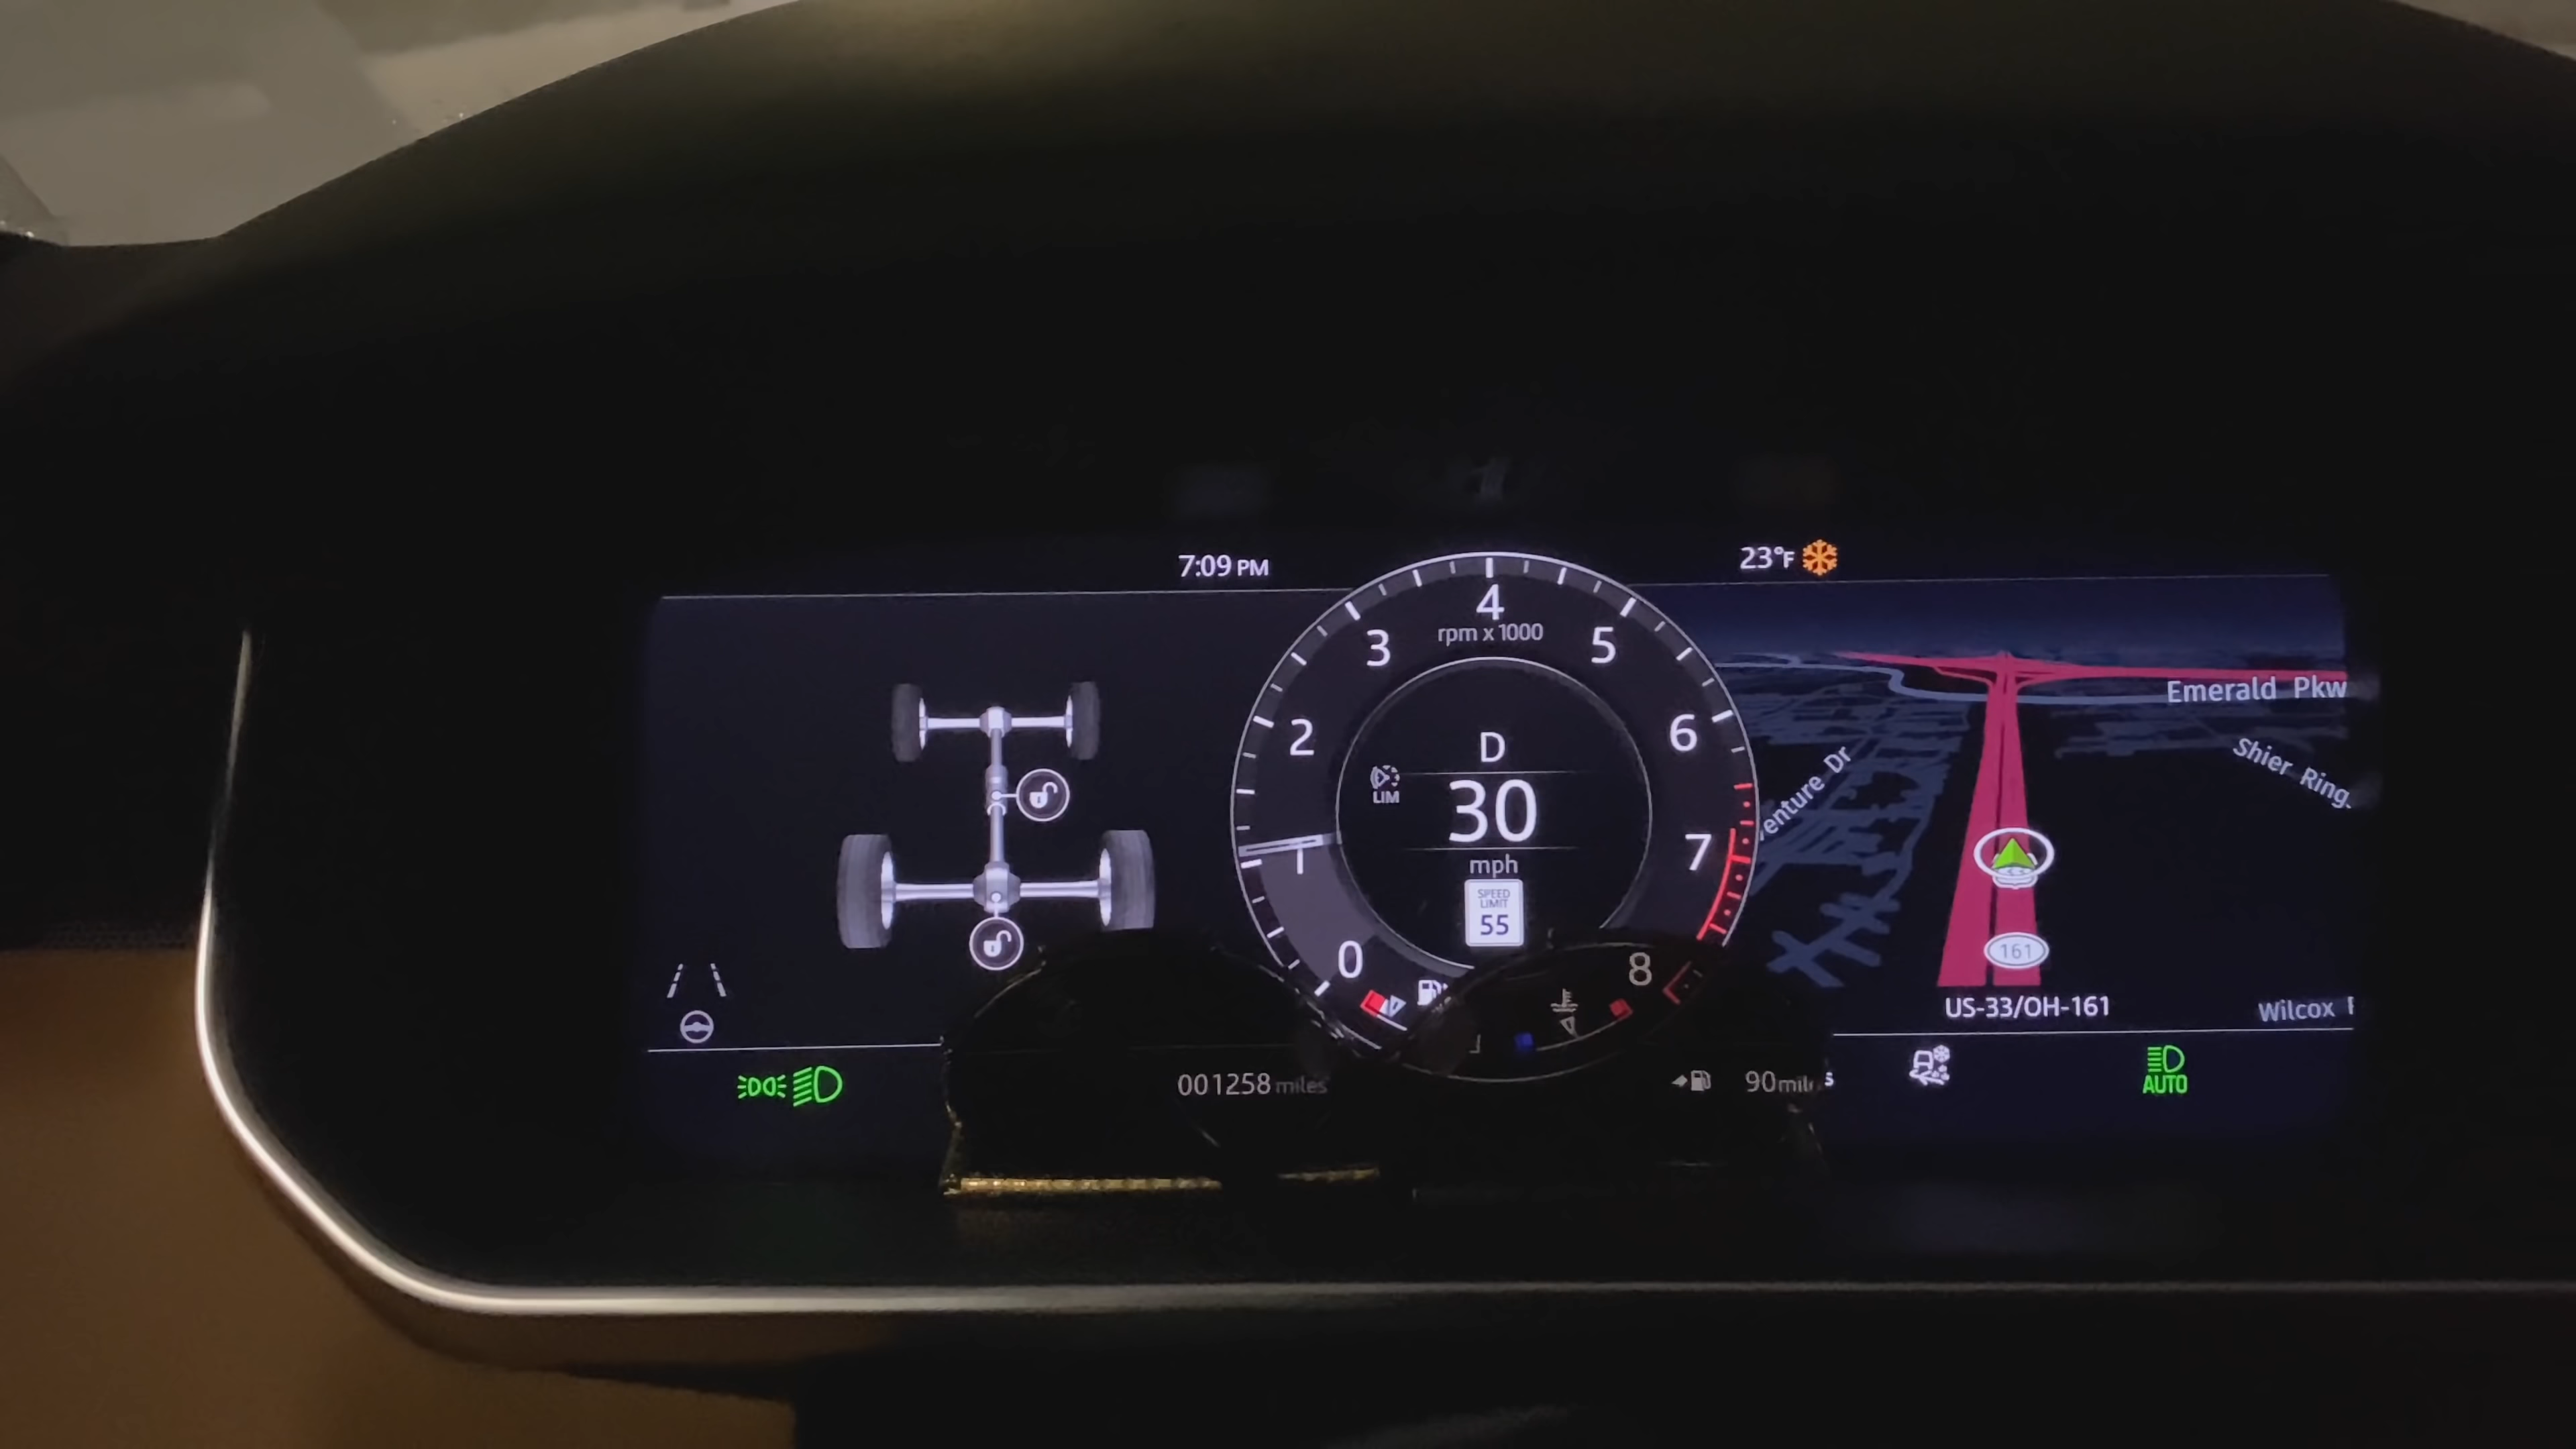 7:09 PM
23°F
4
rpm x 1000
3
5
2
6
D
LIM
30
mph
1
7
SPEED
LIMIT
55
0
8
Emerald Pkw
Shier Ring
enture Dr
161
US-33/OH-161
Wilcox
001258 miles
90 miles
AUTO